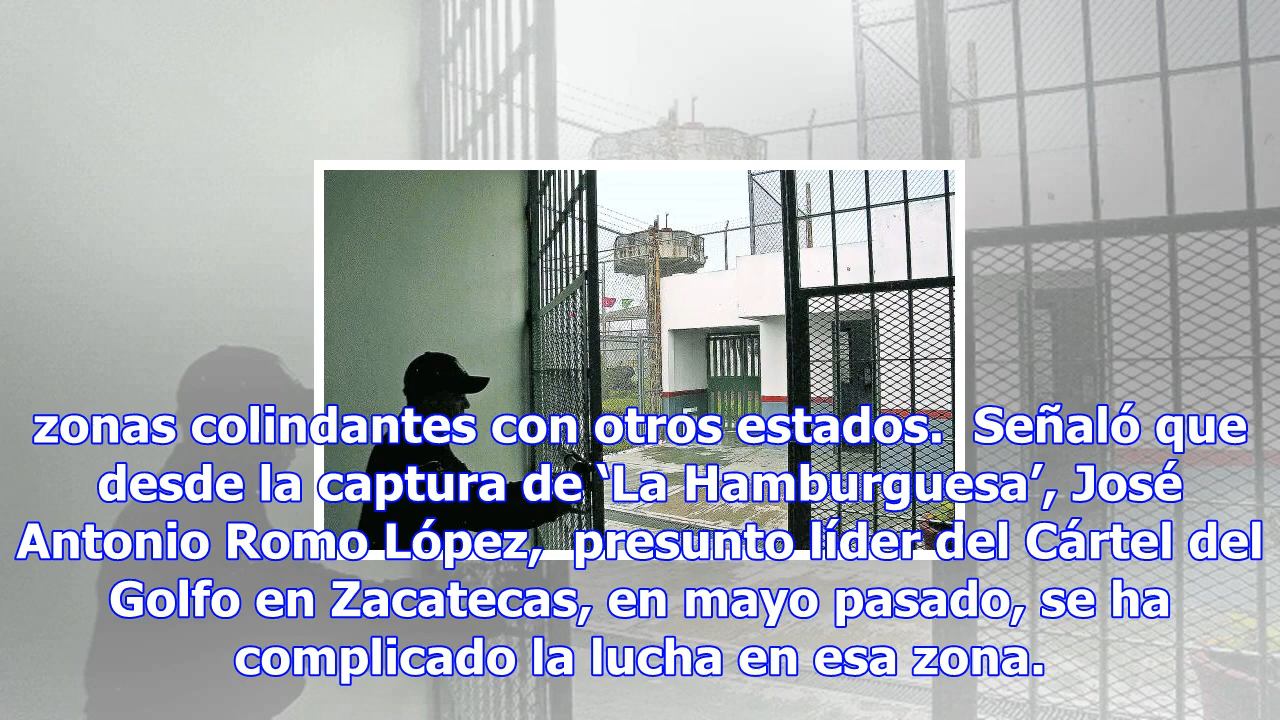 zonas colindantes con otros estados.  Señaló que
desde la captura de ‘La Hamburguesa’, José
Antonio Romo López,  presunto líder del Cártel del
Golfo en Zacatecas, en mayo pasado, se ha
complicado la lucha en esa zona.